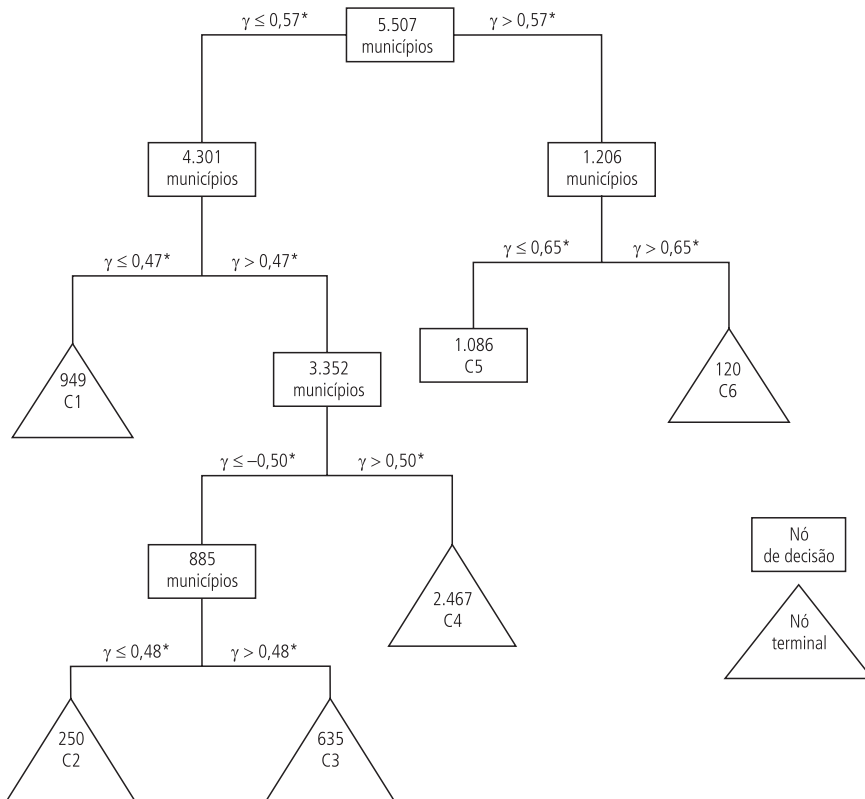 γ ≤ 0,57*
5.507
municípios
γ > 0,57*
4.301
municípios
1.206
municípios
γ ≤ 0,47*
γ > 0,47*
γ ≤ 0,65*
γ > 0,65*
949
C1
3.352
municípios
1.086
C5
120
C6
γ ≤ –0,50*
γ > 0,50*
885
municípios
2.467
C4
Nó
de decisão
Nó
terminal
γ ≤ 0,48*
γ > 0,48*
250
C2
635
C3